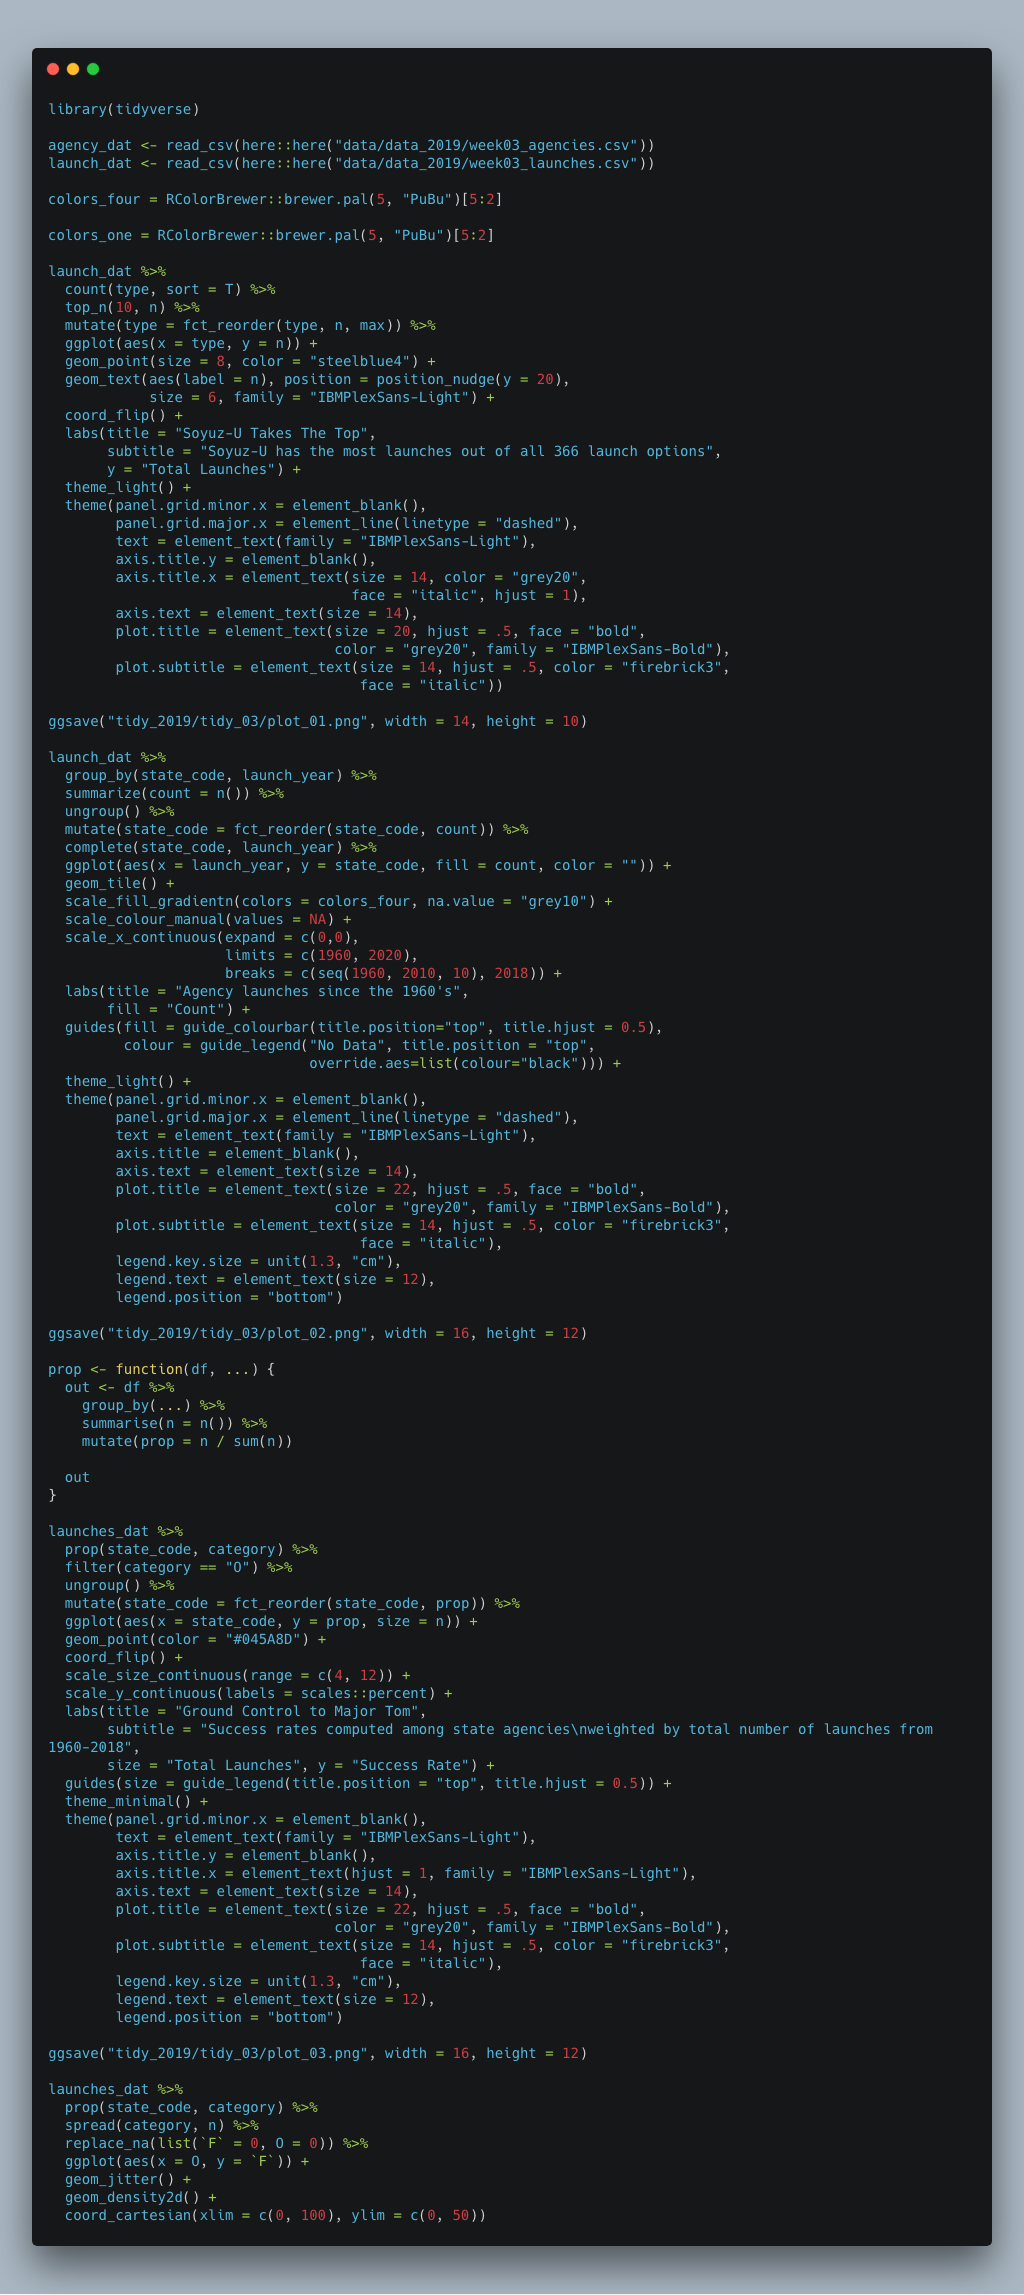 library(tidyverse)

agency_dat <- read_csv(here::here("data/data_2019/week03_agencies.csv"))
launch_dat <- read_csv(here::here("data/data_2019/week03_launches.csv"))

colors_four = RColorBrewer::brewer.pal(5, "PuBu")[5:2]

colors_one = RColorBrewer::brewer.pal(5, "PuBu")[5:2]

launch_dat %>%
  count(type, sort = T) %>%
  top_n(10, n) %>%
  mutate(type = fct_reorder(type, n, max)) %>%
  ggplot(aes(x = type, y = n)) +
  geom_point(size = 8, color = "steelblue4") +
  geom_text(aes(label = n), position = position_nudge(y = 20),
            size = 6, family = "IBMPlexSans-Light") +
  coord_flip() +
  labs(title = "Soyuz-U Takes The Top",
       subtitle = "Soyuz-U has the most launches out of all 366 launch options",
       y = "Total Launches") +
  theme_light() +
  theme(panel.grid.minor.x = element_blank(),
        panel.grid.major.x = element_line(linetype = "dashed"),
        text = element_text(family = "IBMPlexSans-Light"),
        axis.title.y = element_blank(),
        axis.title.x = element_text(size = 14, color = "grey20",
                                    face = "italic", hjust = 1),
        axis.text = element_text(size = 14),
        plot.title = element_text(size = 20, hjust = .5, face = "bold",
                                  color = "grey20", family = "IBMPlexSans-Bold"),
        plot.subtitle = element_text(size = 14, hjust = .5, color = "firebrick3",
                                     face = "italic"))

ggsave("tidy_2019/tidy_03/plot_01.png", width = 14, height = 10)

launch_dat %>%
  group_by(state_code, launch_year) %>%
  summarize(count = n()) %>%
  ungroup() %>%
  mutate(state_code = fct_reorder(state_code, count)) %>%
  complete(state_code, launch_year) %>%
  ggplot(aes(x = launch_year, y = state_code, fill = count, color = "")) +
  geom_tile() +
  scale_fill_gradientn(colors = colors_four, na.value = "grey10") +
  scale_colour_manual(values = NA) +
  scale_x_continuous(expand = c(0,0),
                     limits = c(1960, 2020),
                     breaks = c(seq(1960, 2010, 10), 2018)) +
  labs(title = "Agency launches since the 1960's",
       fill = "Count") +
  guides(fill = guide_colourbar(title.position="top", title.hjust = 0.5),
         colour = guide_legend("No Data", title.position = "top",
                               override.aes=list(colour="black"))) +
  theme_light() +
  theme(panel.grid.minor.x = element_blank(),
        panel.grid.major.x = element_line(linetype = "dashed"),
        text = element_text(family = "IBMPlexSans-Light"),
        axis.title = element_blank(),
        axis.text = element_text(size = 14),
        plot.title = element_text(size = 22, hjust = .5, face = "bold",
                                  color = "grey20", family = "IBMPlexSans-Bold"),
        plot.subtitle = element_text(size = 14, hjust = .5, color = "firebrick3",
                                     face = "italic"),
        legend.key.size = unit(1.3, "cm"),
        legend.text = element_text(size = 12),
        legend.position = "bottom")

ggsave("tidy_2019/tidy_03/plot_02.png", width = 16, height = 12)

prop <- function(df, ...) {
  out <- df %>%
    group_by(...) %>%
    summarise(n = n()) %>%
    mutate(prop = n / sum(n))

  out
}

launches_dat %>%
  prop(state_code, category) %>%
  filter(category == "O") %>%
  ungroup() %>%
  mutate(state_code = fct_reorder(state_code, prop)) %>%
  ggplot(aes(x = state_code, y = prop, size = n)) +
  geom_point(color = "#045A8D") +
  coord_flip() +
  scale_size_continuous(range = c(4, 12)) +
  scale_y_continuous(labels = scales::percent) +
  labs(title = "Ground Control to Major Tom",
       subtitle = "Success rates computed among state agencies\nweighted by total number of launches from
1960-2018",
       size = "Total Launches", y = "Success Rate") +
  guides(size = guide_legend(title.position = "top", title.hjust = 0.5)) +
  theme_minimal() +
  theme(panel.grid.minor.x = element_blank(),
        text = element_text(family = "IBMPlexSans-Light"),
        axis.title.y = element_blank(),
        axis.title.x = element_text(hjust = 1, family = "IBMPlexSans-Light"),
        axis.text = element_text(size = 14),
        plot.title = element_text(size = 22, hjust = .5, face = "bold",
                                  color = "grey20", family = "IBMPlexSans-Bold"),
        plot.subtitle = element_text(size = 14, hjust = .5, color = "firebrick3",
                                     face = "italic"),
        legend.key.size = unit(1.3, "cm"),
        legend.text = element_text(size = 12),
        legend.position = "bottom")

ggsave("tidy_2019/tidy_03/plot_03.png", width = 16, height = 12)

launches_dat %>%
  prop(state_code, category) %>%
  spread(category, n) %>%
  replace_na(list(`F` = 0, O = 0)) %>%
  ggplot(aes(x = O, y = `F`)) +
  geom_jitter() +
  geom_density2d() +
  coord_cartesian(xlim = c(0, 100), ylim = c(0, 50))